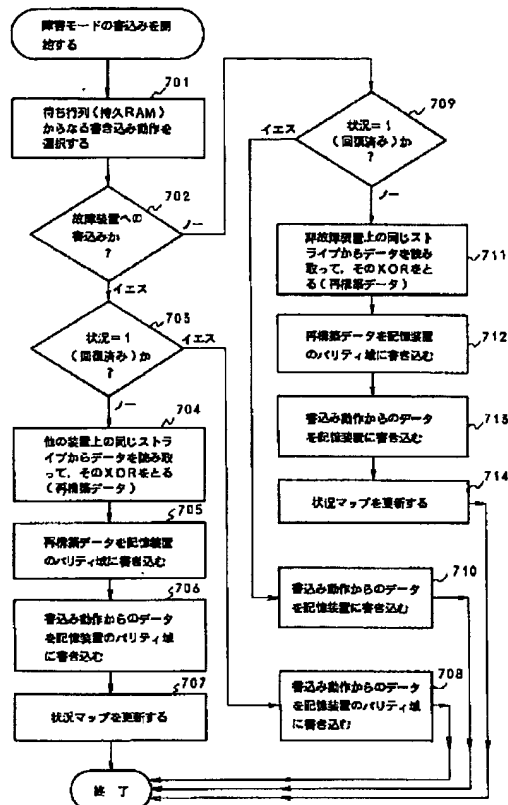 障害モードの書込みを開
始する
701
待ち行列(持久RAM)
からなる書き込み動作を
選択する
702
故障装置への
書込みか
?
ノー
イエス
703
状況=1
(回復済み)か
?
イエス
ノー
704
他の装置上の同じスト
ライプからデータを読み取
って,そのXORをとる
(再構築データ)
705
再構築データを記憶装置
のパリティ域に書き込む
706
書込み動作からのデータ
を記憶装置のパリティ域
に書き込む
707
状況マップを更新する
終了
709
イエス
状況=1
(回復済み)か
?
ノー
非故障装置上の同じスト
ライプからデータを読み
取って,そのXORをと
る(再構築データ)
711
再構築データを記憶装置
のパリティ域に書き込む
712
書込み動作からのデータ
を記憶装置に書き込む
713
714
状況マップを更新する
710
書込み動作からのデータ
を記憶装置に書き込む
708
書込み動作からのデータ
を記憶装置のパリティ域
に書き込む